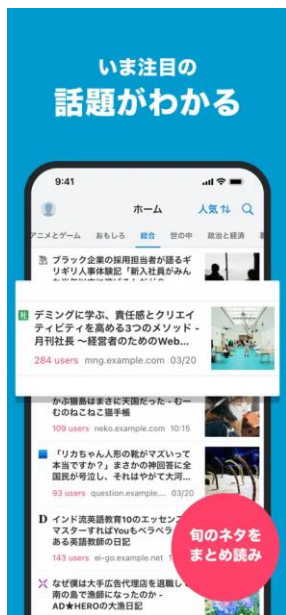 いま注目の
話題がわかる
9:41
ホーム
人気
アニメとゲーム おもしろ 総合 世の中 政治と経済
ブラック企業の採用担当者が語るギ
リギリ人事体験記「新入社員がみん
社 デミングに学ぶ、責任感とクリエイ
ティビティを高める3つのメソッド -
月刊社長 〜経営者のためのWeb...
284 users mng.example.com 03/20
かぶ猫島はまさに天国だった - むー
むのねこねこ猫手帳
109 users neko.example.com 10:15
「リカちゃん人形の靴がマズいって
本当ですか?」まさかの神回答に全
国民が号泣し、それはやがて大河...
93 users question.example.... 03/20
D インド流英語教育10のエッセンス
マスターすればYouもペラペラ
ある英語教師の日記
143 users ei-go.example.net
なぜ僕は大手広告代理店を退職し
南の島で漁師になったのか -
AD★HEROの大漁日記
旬のネタを
まとめ読み